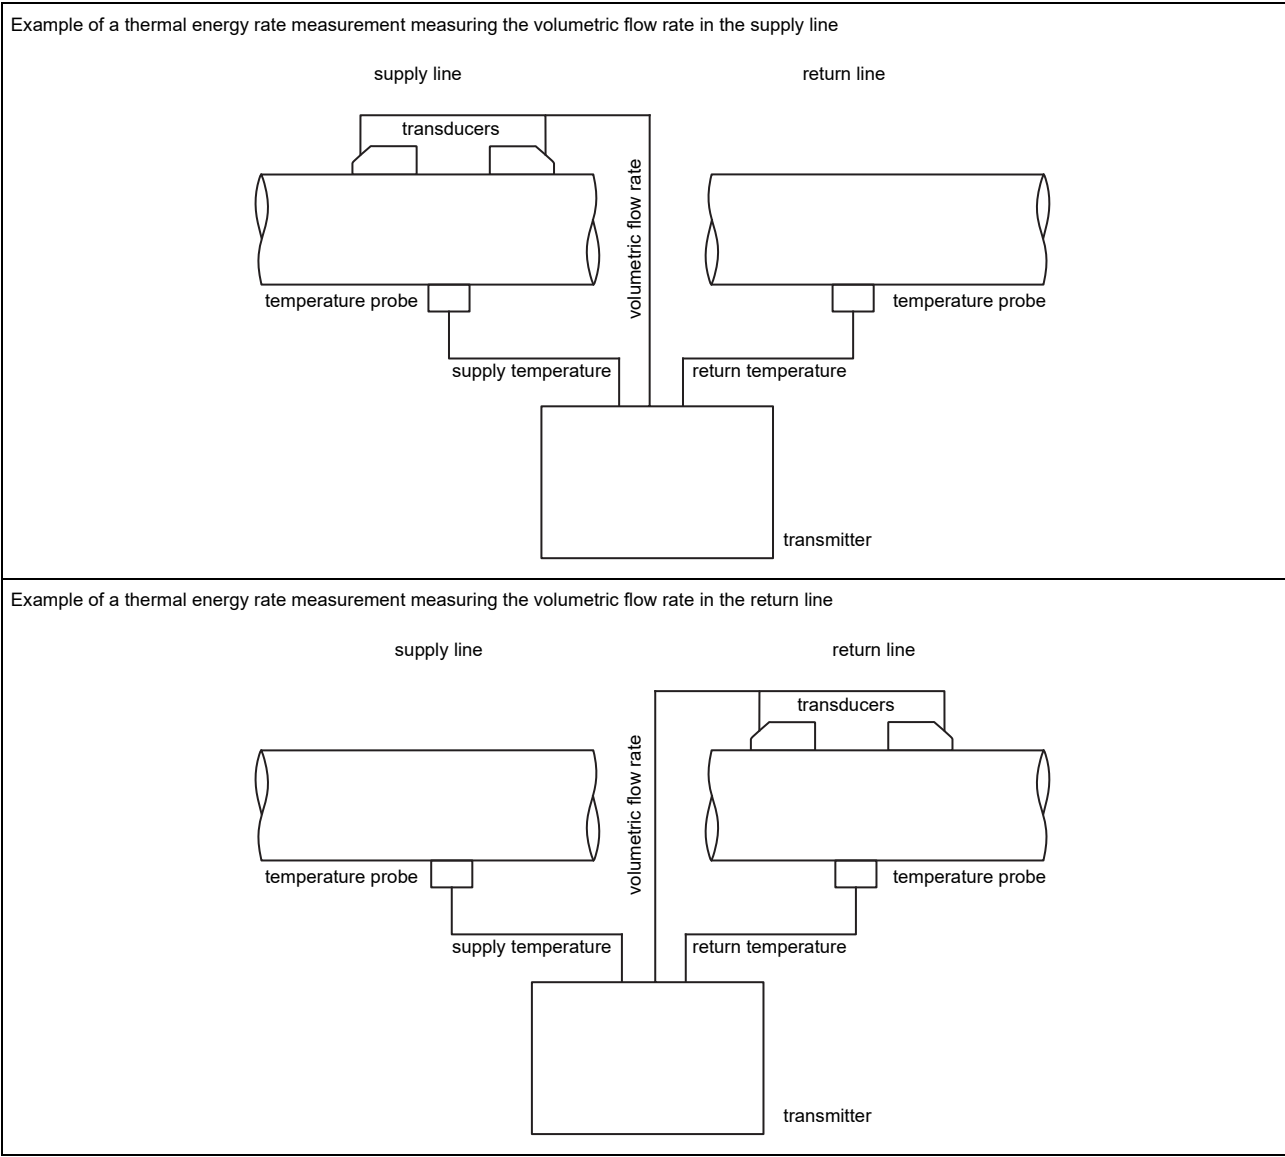 Example of a thermal energy rate measurement measuring the volumetric flow rate in the supply line
supply line
return line
transducers
volumetric flow rate
temperature probe
temperature probe
supply temperature
return temperature
transmitter
Example of a thermal energy rate measurement measuring the volumetric flow rate in the return line
supply line
return line
transducers
volumetric flow rate
temperature probe
temperature probe
supply temperature
return temperature
transmitter